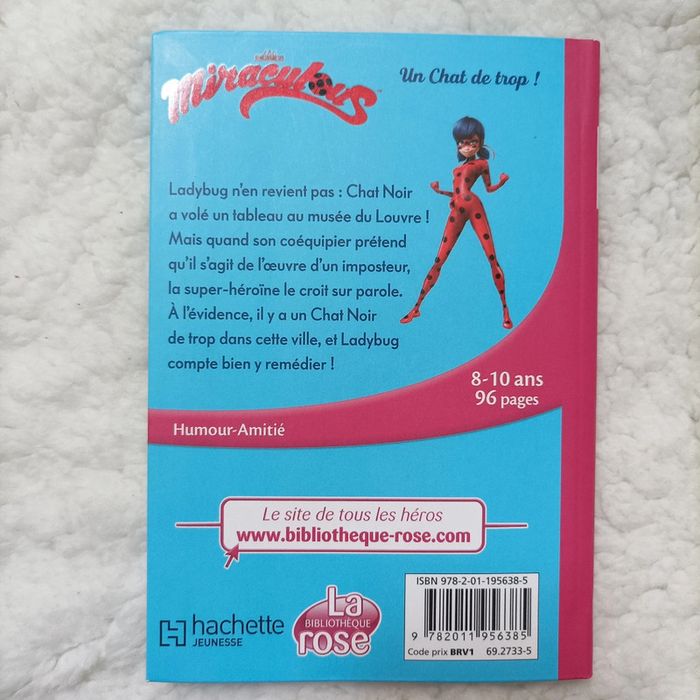 Miraculous
Un Chat de trop !
Ladybug n'en revient pas : Chat Noir
a volé un tableau au musée du Louvre !
Mais quand son coéquipier prétend
qu'il s'agit de l'œuvre d'un imposteur,
la super-héroïne le croit sur parole.
À l'évidence, il y a un Chat Noir
de trop dans cette ville, et Ladybug
compte bien y remédier !
8-10 ans
96 pages
Humour-Amitié
Le site de tous les héros
www.bibliotheque-rose.com
hachette
JEUNESSE
La
BIBLIOTHÈQUE
rose
ISBN 978-2-01-195638-5
9 782011 956385
Code prix BRV1 69.2733-5